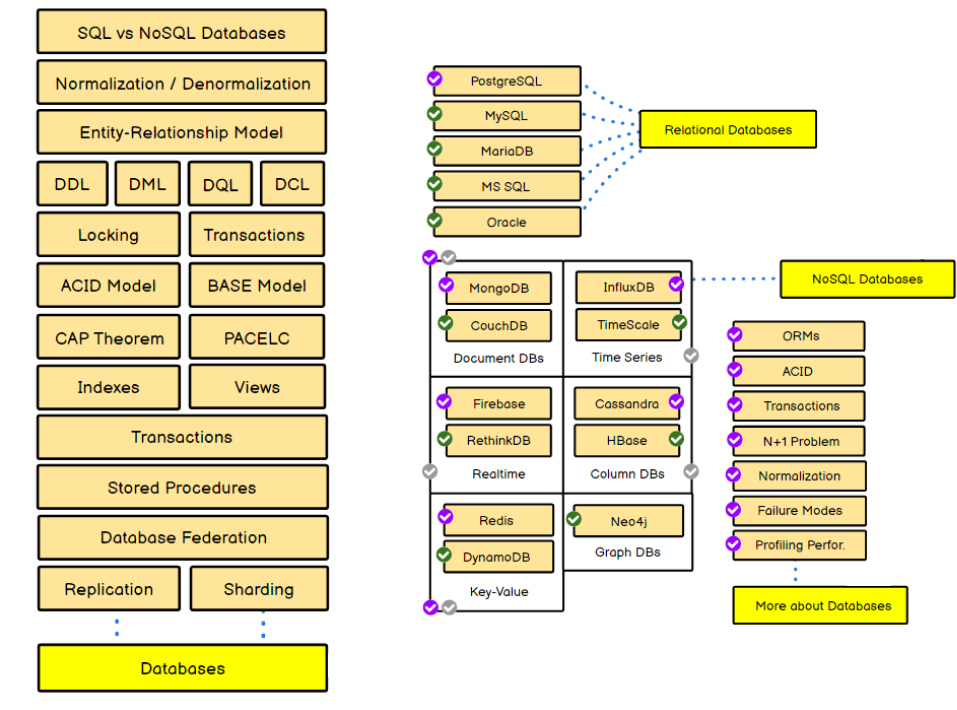 SQL vs NoSQL Databases
Normalization / Denormalization
Entity-Relationship Model
DDL
DML
DQL
DCL
Locking
Transactions
ACID Model
BASE Model
CAP Theorem
PACELC
Indexes
Views
Transactions
Stored Procedures
Database Federation
Replication
Sharding
Databases
PostgreSQL
MySQL
MariaDB
MS SQL
Oracle
Relational Databases
MongoDB
CouchDB
Document DBs
InfluxDB
TimeScale
Time Series
Firebase
RethinkDB
Realtime
Cassandra
HBase
Column DBs
Redis
DynamoDB
Key-Value
Neo4j
Graph DBs
NoSQL Databases
ORMs
ACID
Transactions
N+1 Problem
Normalization
Failure Modes
Profiling Perfor.
More about Databases